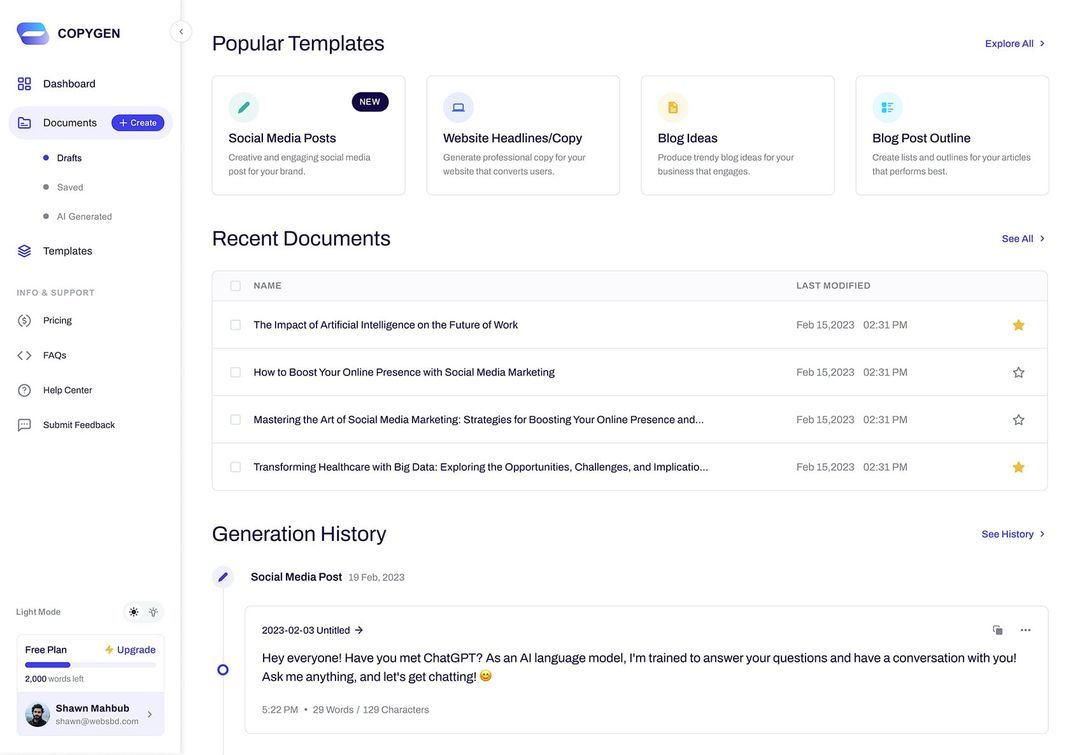 COPYGEN
Dashboard
Documents
+ Create
Drafts
Saved
AI Generated
Templates
INFO & SUPPORT
Pricing
FAQs
Help Center
Submit Feedback
Light Mode
Free Plan
Upgrade
2,000 words left
Shawn Mahbub
shawn@websbd.com
Popular Templates
Explore All
NEW
Social Media Posts
Creative and engaging social media
post for your brand.
Website Headlines/Copy
Generate professional copy for your
website that converts users.
Blog Ideas
Produce trendy blog ideas for your
business that engages.
Blog Post Outline
Create lists and outlines for your articles
that performs best.
Recent Documents
See All
NAME
LAST MODIFIED
The Impact of Artificial Intelligence on the Future of Work
Feb 15,2023 02:31 PM
How to Boost Your Online Presence with Social Media Marketing
Feb 15,2023 02:31 PM
Mastering the Art of Social Media Marketing: Strategies for Boosting Your Online Presence and...
Feb 15,2023 02:31 PM
Transforming Healthcare with Big Data: Exploring the Opportunities, Challenges, and Implicatio...
Feb 15,2023 02:31 PM
Generation History
See History
Social Media Post 19 Feb, 2023
2023-02-03 Untitled →
Hey everyone! Have you met ChatGPT? As an AI language model, I'm trained to answer your questions and have a conversation with you!
Ask me anything, and let's get chatting! 😊
5:22 PM • 29 Words / 129 Characters